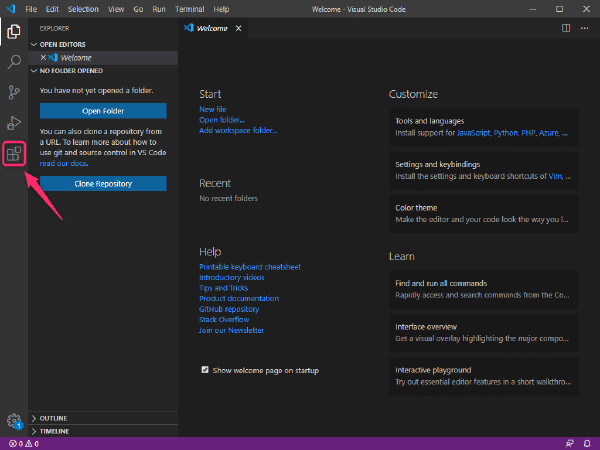 File Edit Selection View Go Run Terminal Help
Welcome - Visual Studio Code
EXPLORER
OPEN EDITORS
Welcome
NO FOLDER OPENED
You have not yet opened a folder.
Open Folder
You can also clone a repository from
a URL. To learn more about how to
use git and source control in VS Code
read our docs.
Clone Repository
OUTLINE
TIMELINE
Welcome
Start
New file
Open folder...
Add workspace folder...
Recent
No recent folders
Help
Printable keyboard cheatsheet
Introductory videos
Tips and Tricks
Product documentation
GitHub repository
Stack Overflow
Join our Newsletter
Show welcome page on startup
Customize
Tools and languages
Install support for JavaScript, Python, PHP, Azure, ...
Settings and keybindings
Install the settings and keyboard shortcuts of Vim, ...
Color theme
Make the editor and your code look the way you l...
Learn
Find and run all commands
Rapidly access and search commands from the Co...
Interface overview
Get a visual overlay highlighting the major compo...
Interactive playground
Try out essential editor features in a short walkthro...
1
0 0